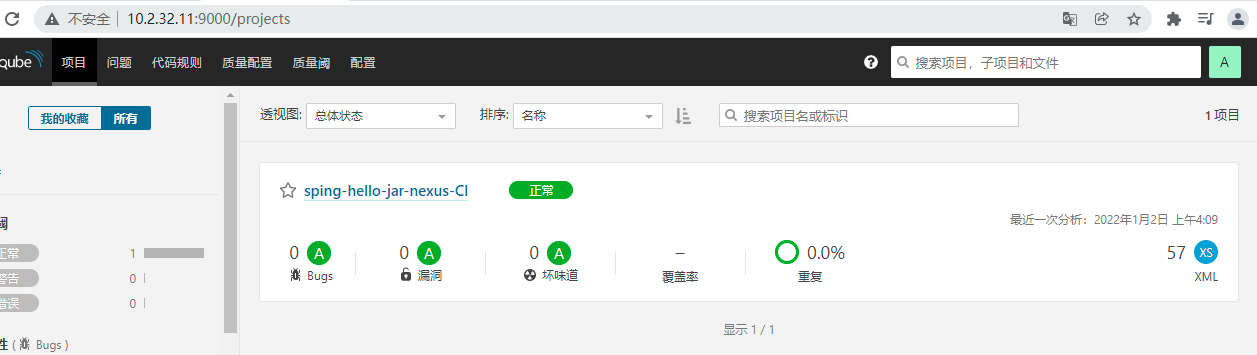 不安全 10.2.32.11:9000/projects
qube 项目 问题 代码规则 质量配置 质量阈 配置 ? 搜索项目，子项目和文件 A
我的收藏 所有 透视图: 总体状态 排序: 名称 搜索项目名或标识 1 项目
sping-hello-jar-nexus-CI 正常
最近一次分析：2022年1月2日 上午4:09
阈
正常 1
警告 0
错误 0
性 ( Bugs )
0 A 0 A 0 A – 0.0% 57 XS
Bugs 漏洞 坏味道 覆盖率 重复 XML
显示 1 / 1